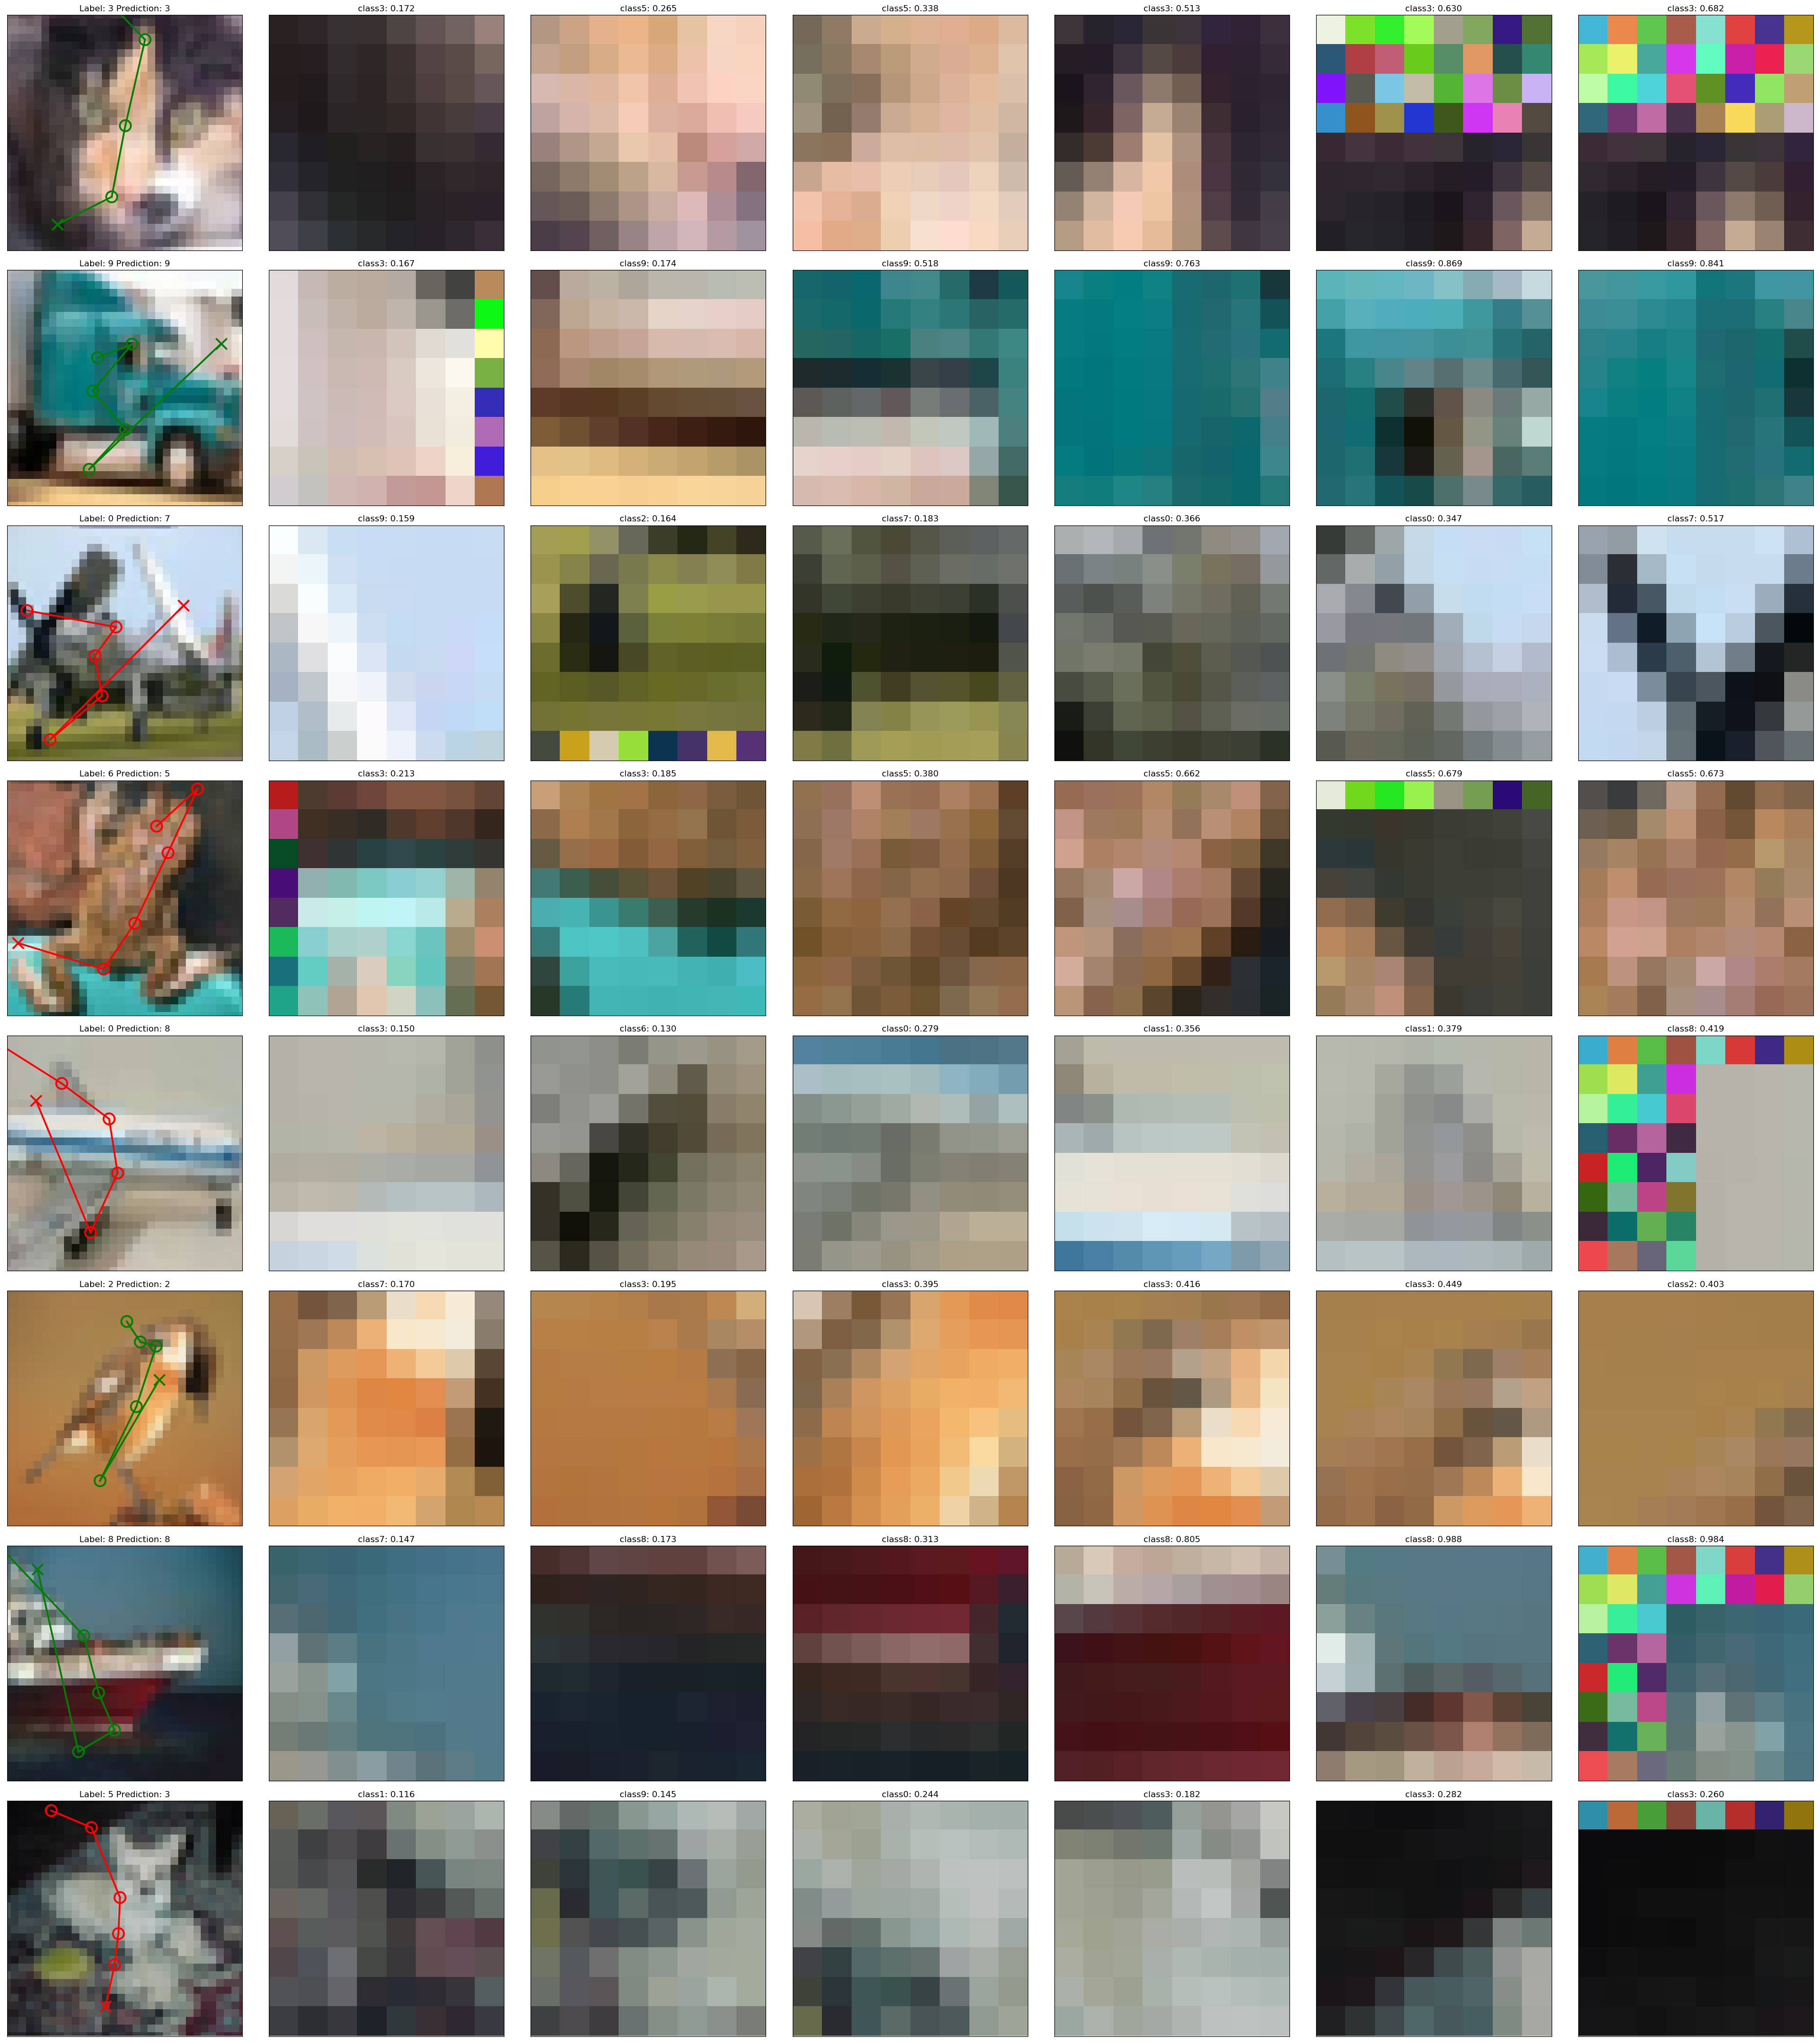 Label: 3 Prediction: 3 class3: 0.172 class5: 0.265 class5: 0.338 class3: 0.513 class3: 0.630 class3: 0.682
Label: 9 Prediction: 9 class3: 0.167 class9: 0.174 class9: 0.518 class9: 0.763 class9: 0.869 class9: 0.841
Label: 0 Prediction: 7 class9: 0.159 class2: 0.164 class7: 0.183 class0: 0.366 class0: 0.347 class7: 0.517
Label: 6 Prediction: 5 class3: 0.213 class3: 0.185 class5: 0.380 class5: 0.662 class5: 0.679 class5: 0.673
Label: 0 Prediction: 8 class3: 0.150 class6: 0.130 class0: 0.279 class1: 0.356 class1: 0.379 class8: 0.419
Label: 2 Prediction: 2 class7: 0.170 class3: 0.195 class3: 0.395 class3: 0.416 class3: 0.449 class2: 0.403
Label: 8 Prediction: 8 class7: 0.147 class8: 0.173 class8: 0.313 class8: 0.805 class8: 0.988 class8: 0.984
Label: 5 Prediction: 3 class1: 0.116 class9: 0.145 class0: 0.244 class3: 0.182 class3: 0.282 class3: 0.260